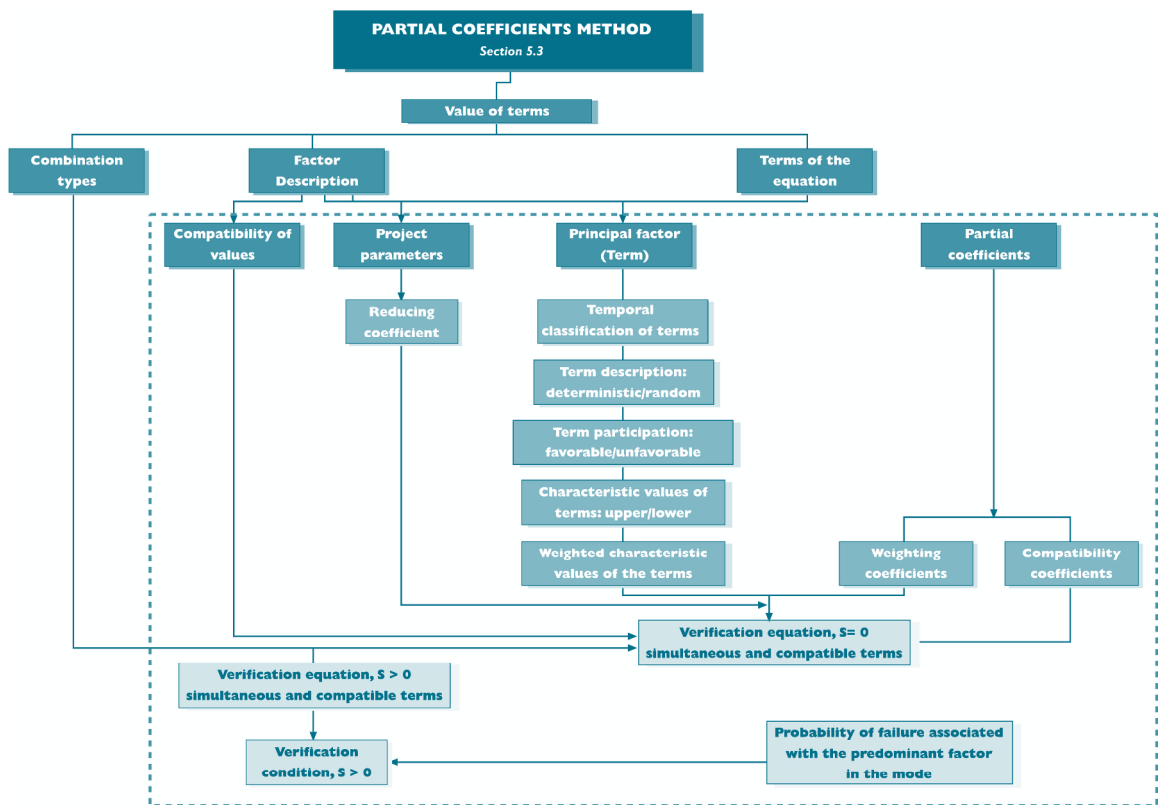 PARTIAL COEFFICIENTS METHOD
Section 5.3
Value of terms
Combination
types
Factor
Description
Terms of the
equation
Compatibility of
values
Project
parameters
Principal factor
(Term)
Partial
coefficients
Reducing
coefficient
Temporal
classification of terms
Term description:
deterministic/random
Term participation:
favorable/unfavorable
Characteristic values of
terms: upper/lower
Weighted characteristic
values of the terms
Weighting
coefficients
Compatibility
coefficients
Verification equation, S= 0
simultaneous and compatible terms
Verification equation, S > 0
simultaneous and compatible terms
Verification
condition, S > 0
Probability of failure associated
with the predominant factor
in the mode